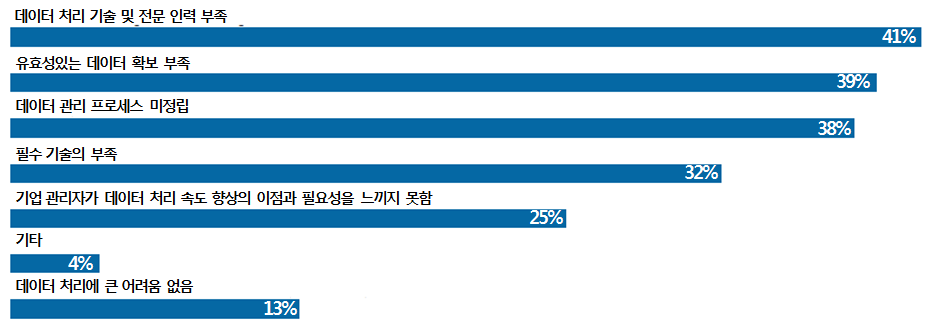 데이터 처리 기술 및 전문 인력 부족
41%
유효성있는 데이터 확보 부족
39%
데이터 관리 프로세스 미정립
38%
필수 기술의 부족
32%
기업 관리자가 데이터 처리 속도 향상의 이점과 필요성을 느끼지 못함
25%
기타
4%
데이터 처리에 큰 어려움 없음
13%